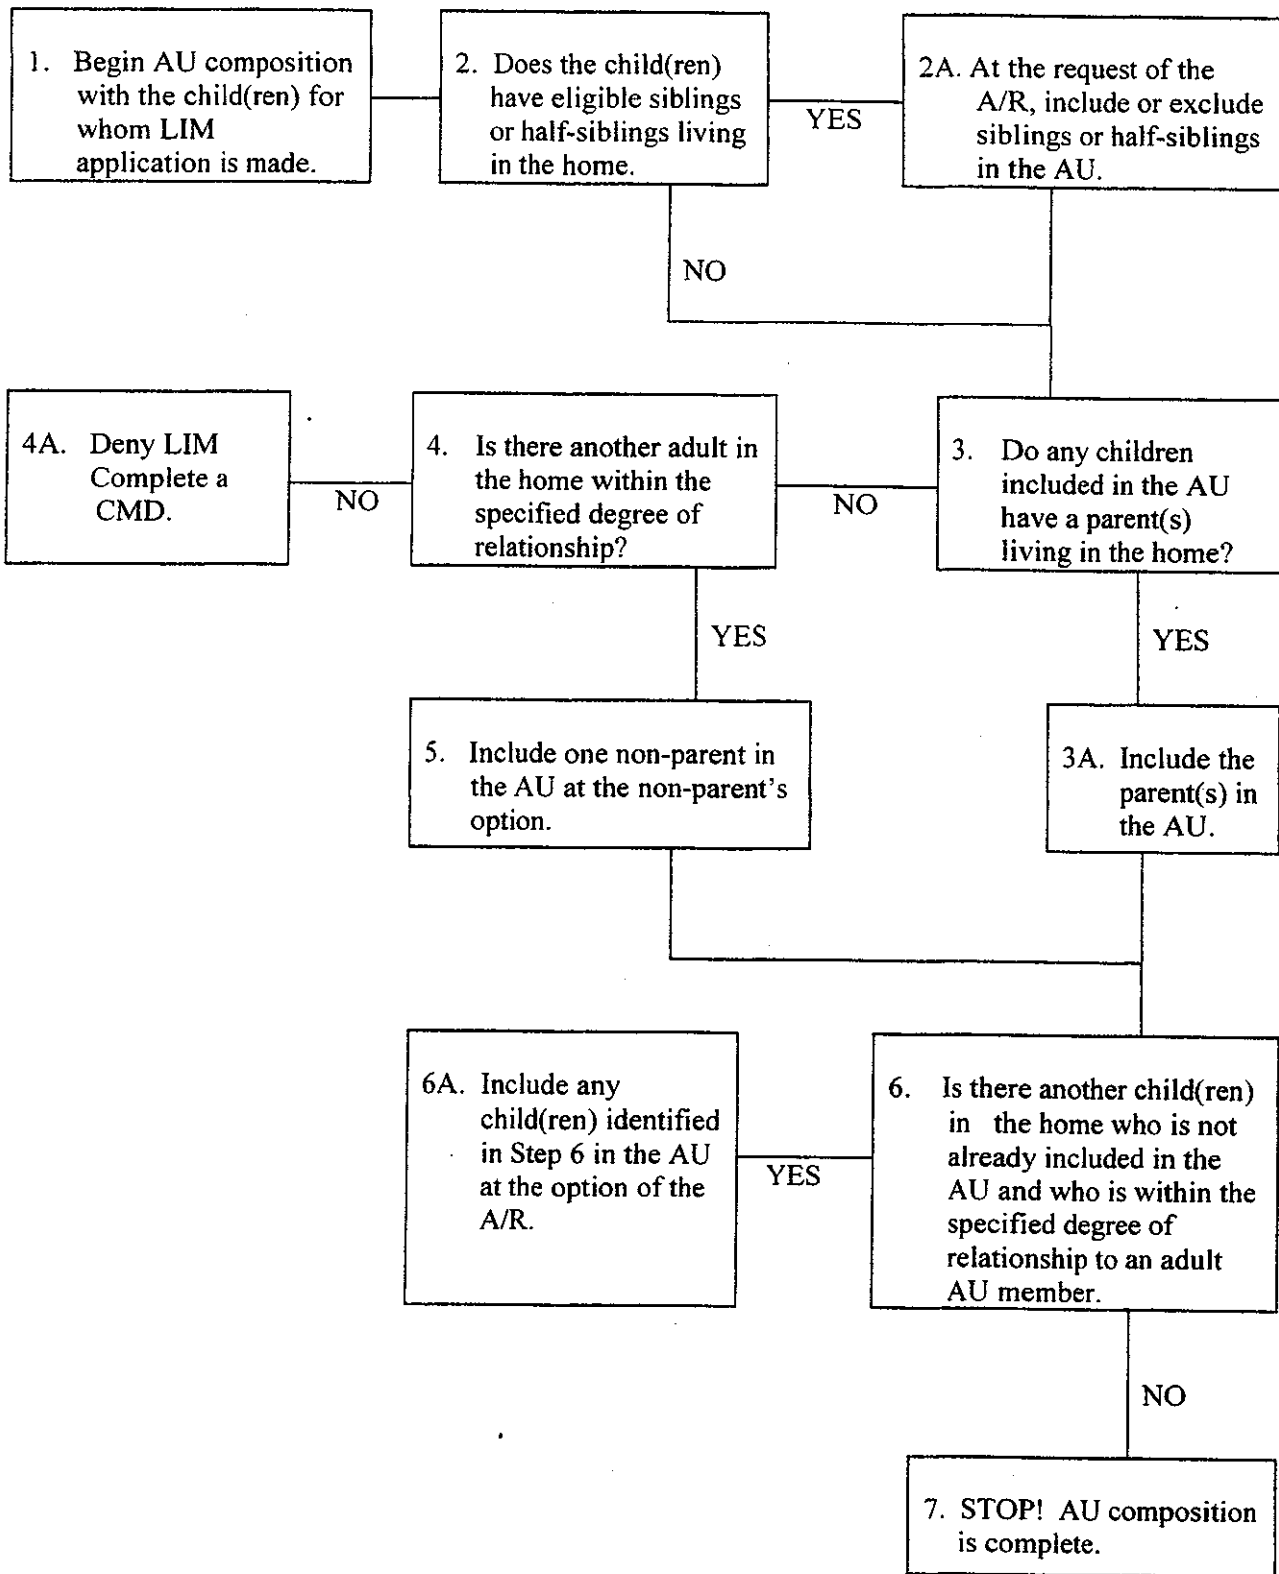 1. Begin AU composition
with the child(ren) for
whom LIM
application is made.
2. Does the child(ren)
have eligible siblings
or half-siblings living
in the home.
YES
2A. At the request of the
A/R, include or exclude
siblings or half-siblings
in the AU.
NO
3. Do any children
included in the AU
have a parent(s)
living in the home?
NO
4. Is there another adult in
the home within the
specified degree of
relationship?
NO
4A. Deny LIM
Complete a
CMD.
YES
YES
5. Include one non-parent in
the AU at the non-parent's
option.
3A. Include the
parent(s) in
the AU.
6. Is there another child(ren)
in the home who is not
already included in the
AU and who is within the
specified degree of
relationship to an adult
AU member.
YES
6A. Include any
child(ren) identified
in Step 6 in the AU
at the option of the
A/R.
NO
7. STOP! AU composition
is complete.